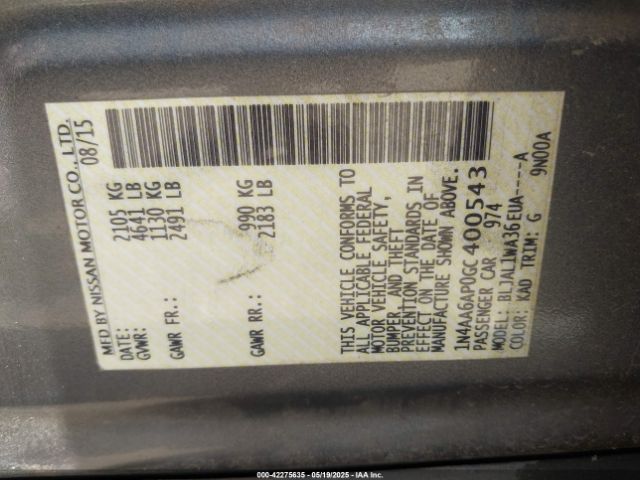 MFD BY NISSAN MOTOR CO., LTD.
DATE: 08/15
GVWR: 2105 KG
4641 LB
GAWR FR.: 1130 KG
2491 LB
GAWR RR.: 990 KG
2183 LB
THIS VEHICLE CONFORMS TO
ALL APPLICABLE FEDERAL
MOTOR VEHICLE SAFETY,
BUMPER, AND THEFT
PREVENTION STANDARDS IN
EFFECT ON THE DATE OF
MANUFACTURE SHOWN ABOVE.
1N4AA6AP0GC400543
PASSENGER CAR 974
MODEL: BLJALIWA36EUA----A
COLOR: KAD TRIM: G 9N00A
000-42275635 - 05/19/2025 - IAA Inc.